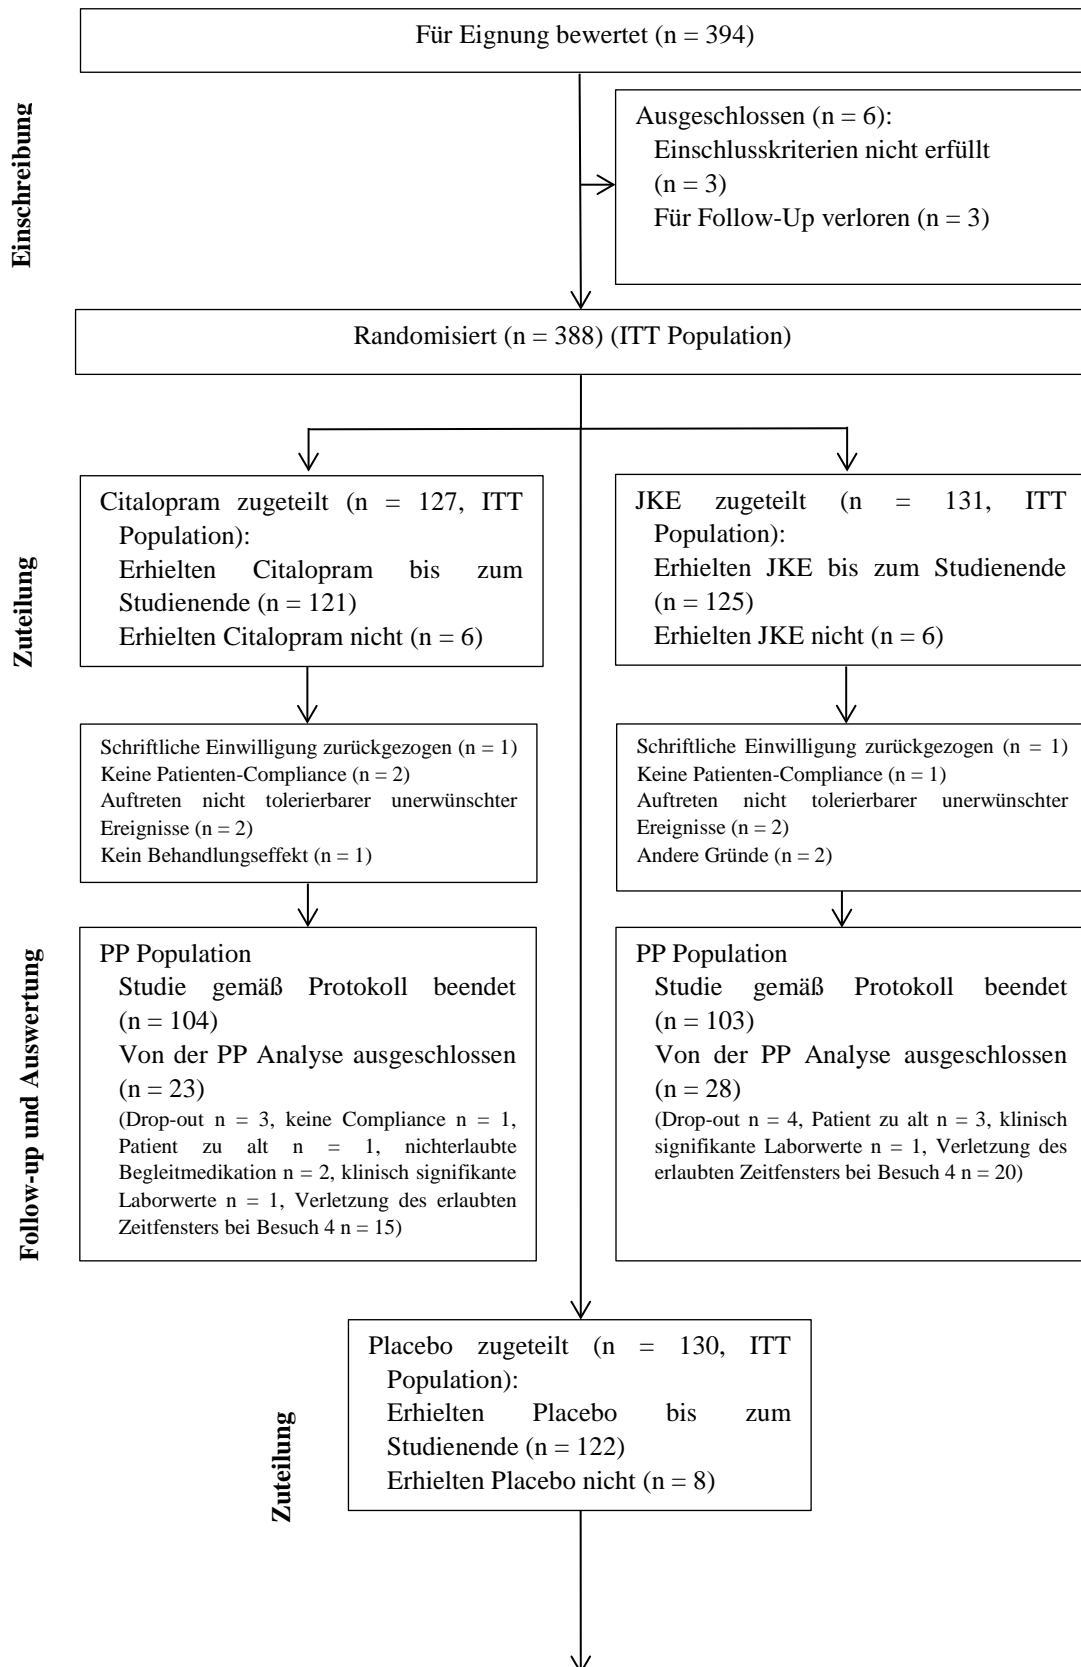 Für Eignung bewertet (n = 394)
Einschreibung
Ausgeschlossen (n = 6):
Einschlusskriterien nicht erfüllt
(n = 3)
Für Follow-Up verloren (n = 3)
Randomisiert (n = 388) (ITT Population)
Zuteilung
Citalopram zugeteilt (n = 127, ITT
Population):
Erhielten Citalopram bis zum
Studienende (n = 121)
Erhielten Citalopram nicht (n = 6)
JKE zugeteilt (n = 131, ITT
Population):
Erhielten JKE bis zum Studienende
(n = 125)
Erhielten JKE nicht (n = 6)
Schriftliche Einwilligung zurückgezogen (n = 1)
Keine Patienten-Compliance (n = 2)
Auftreten nicht tolerierbarer unerwünschter
Ereignisse (n = 2)
Kein Behandlungseffekt (n = 1)
Schriftliche Einwilligung zurückgezogen (n = 1)
Keine Patienten-Compliance (n = 1)
Auftreten nicht tolerierbarer unerwünschter
Ereignisse (n = 2)
Andere Gründe (n = 2)
Follow-up und Auswertung
PP Population
Studie gemäß Protokoll beendet
(n = 104)
Von der PP Analyse ausgeschlossen
(n = 23)
(Drop-out n = 3, keine Compliance n = 1,
Patient zu alt n = 1, nichterlaubte
Begleitmedikation n = 2, klinisch signifikante
Laborwerte n = 1, Verletzung des erlaubten
Zeitfensters bei Besuch 4 n = 15)
PP Population
Studie gemäß Protokoll beendet
(n = 103)
Von der PP Analyse ausgeschlossen
(n = 28)
(Drop-out n = 4, Patient zu alt n = 3, klinisch
signifikante Laborwerte n = 1, Verletzung des
erlaubten Zeitfensters bei Besuch 4 n = 20)
Zuteilung
Placebo zugeteilt (n = 130, ITT
Population):
Erhielten Placebo bis zum
Studienende (n = 122)
Erhielten Placebo nicht (n = 8)